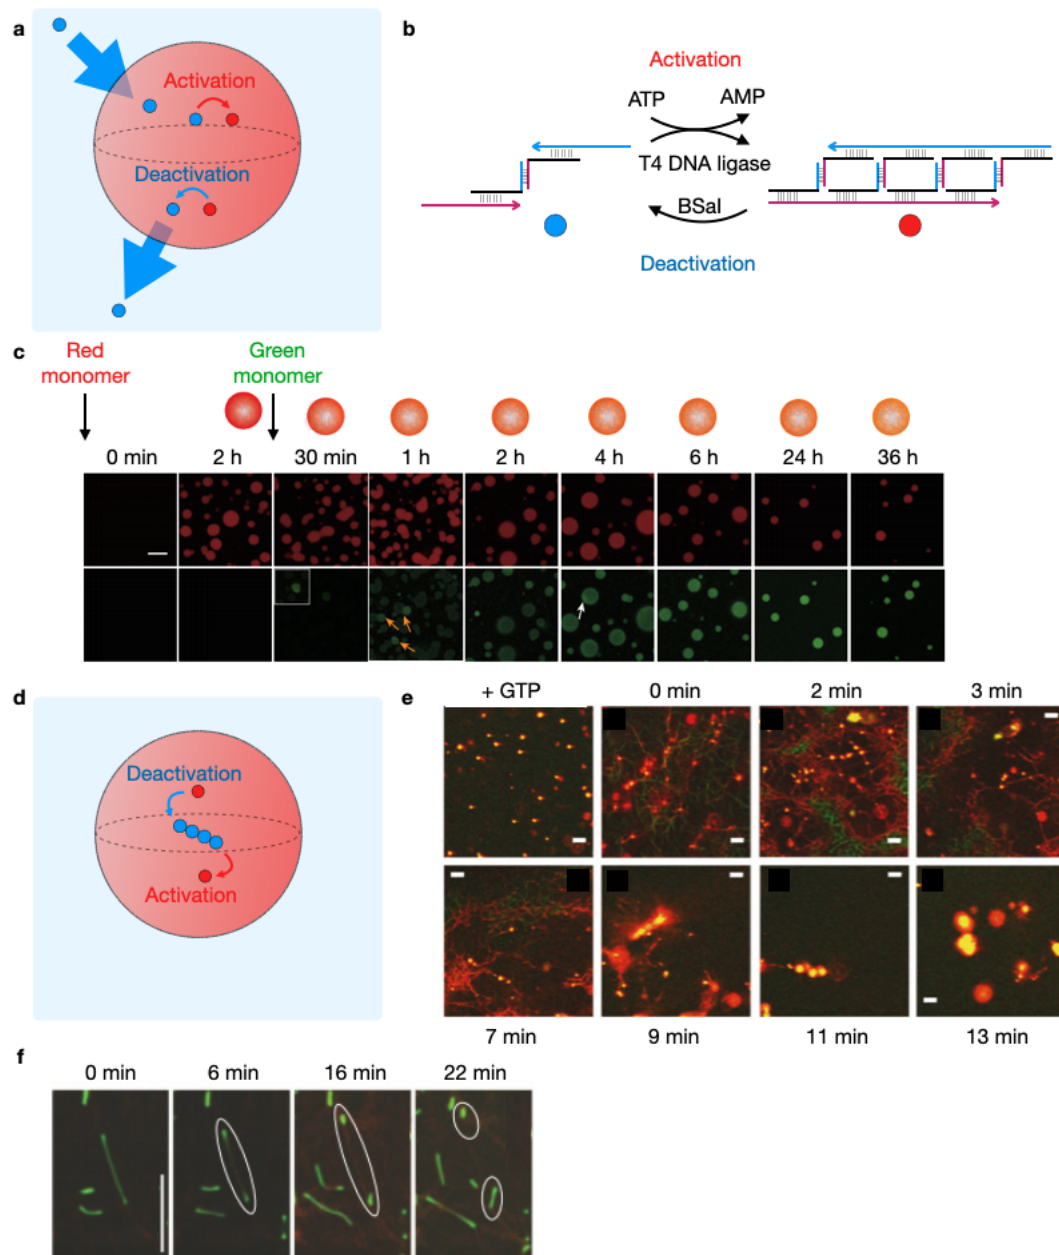 a
Activation
Deactivation
b
Activation
ATP
AMP
T4 DNA ligase
BSaI
Deactivation
c
Red
monomer
Green
monomer
0 min
2 h
30 min
1 h
2 h
4 h
6 h
24 h
36 h
d
Deactivation
Activation
e
+ GTP
0 min
2 min
3 min
7 min
9 min
11 min
13 min
f
0 min
6 min
16 min
22 min